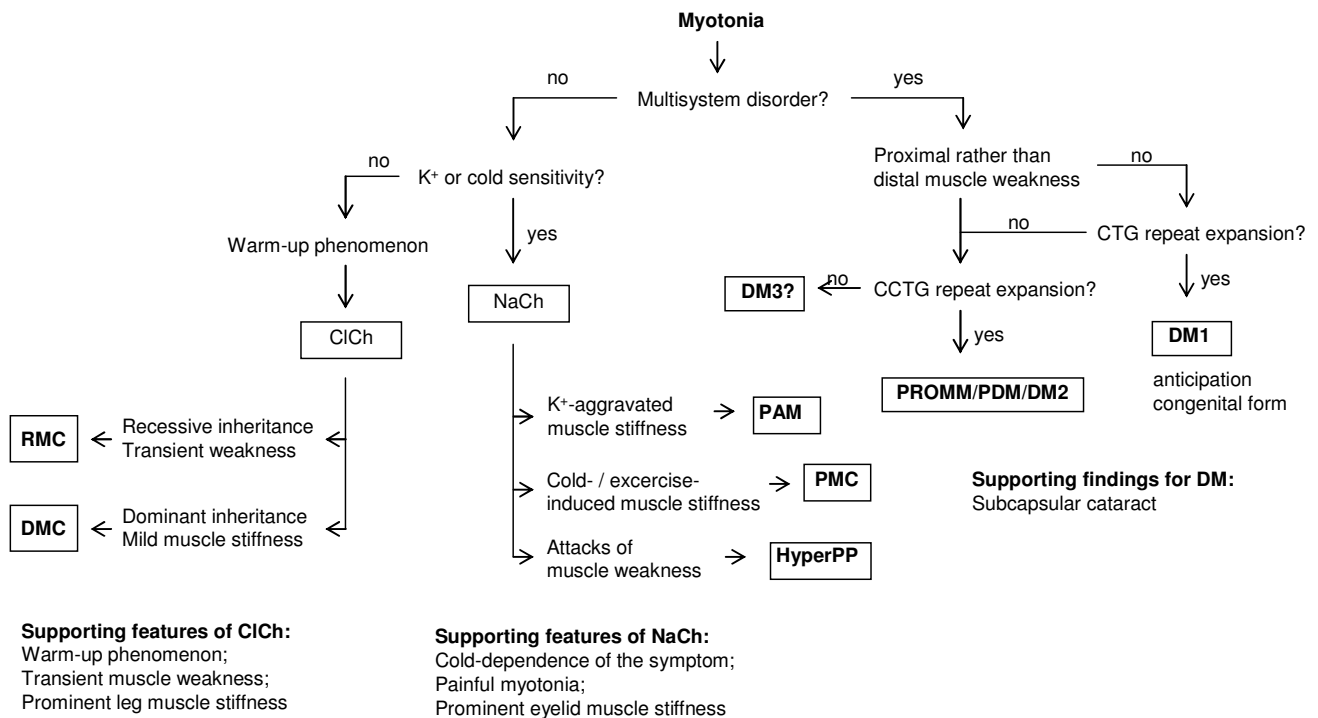 Myotonia
no
yes
Multisystem disorder?
no
K⁺ or cold sensitivity?
Proximal rather than
distal muscle weakness
no
yes
Warm-up phenomenon
no
CTG repeat expansion?
NaCh
DM3?
no
CCTG repeat expansion?
yes
ClCh
yes
DM1
PROMM/PDM/DM2
anticipation
congenital form
RMC
Recessive inheritance
Transient weakness
K⁺-aggravated
muscle stiffness
PAM
Cold- / excercise-
induced muscle stiffness
PMC
Supporting findings for DM:
Subcapsular cataract
DMC
Dominant inheritance
Mild muscle stiffness
Attacks of
muscle weakness
HyperPP
Supporting features of ClCh:
Warm-up phenomenon;
Transient muscle weakness;
Prominent leg muscle stiffness
Supporting features of NaCh:
Cold-dependence of the symptom;
Painful myotonia;
Prominent eyelid muscle stiffness